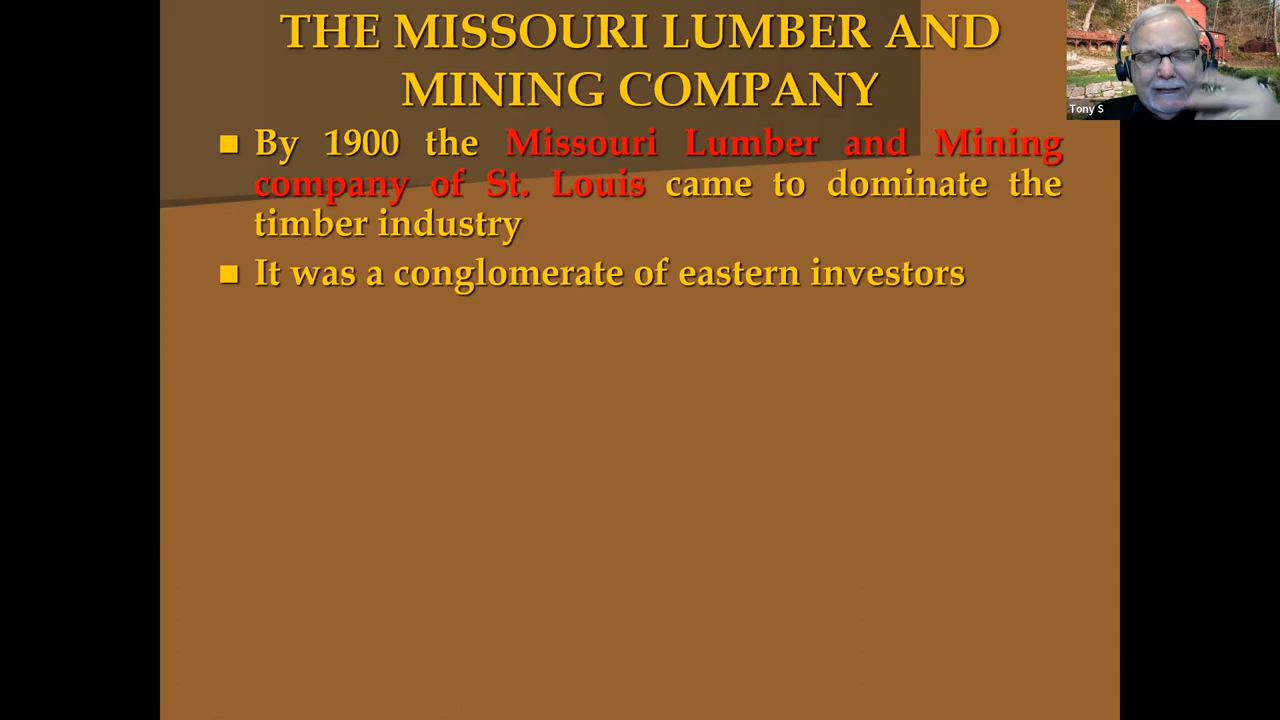 THE MISSOURI LUMBER AND
MINING COMPANY
Tony S
■ By 1900 the Missouri Lumber and Mining
company of St. Louis came to dominate the
timber industry
■ It was a conglomerate of eastern investors